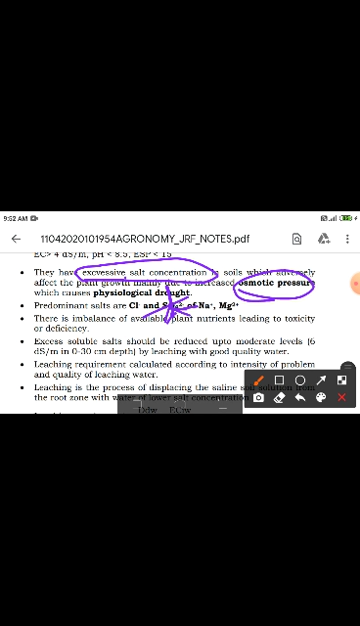 9:52 AM
11042020101954AGRONOMY_JRF_NOTES.pdf
EC> 4 dS/m, pH < 8.5, ESP < 15
• They have excvessive salt concentration in soils which adversely
affect the plant growth mainly due to increased osmotic pressure
which causes physiological drought.
• Predominant salts are Cl⁻ and SO₄²⁻ of Na⁺, Mg²⁺
• There is imbalance of available plant nutrients leading to toxicity
or deficiency.
• Excess soluble salts should be reduced upto moderate levels (6
dS/m in 0-30 cm depth) by leaching with good quality water.
• Leaching requirement calculated according to intensity of problem
and quality of leaching water.
• Leaching is the process of displacing the saline soil solution from
the root zone with water of lower salt concentration
Ddw ECiw